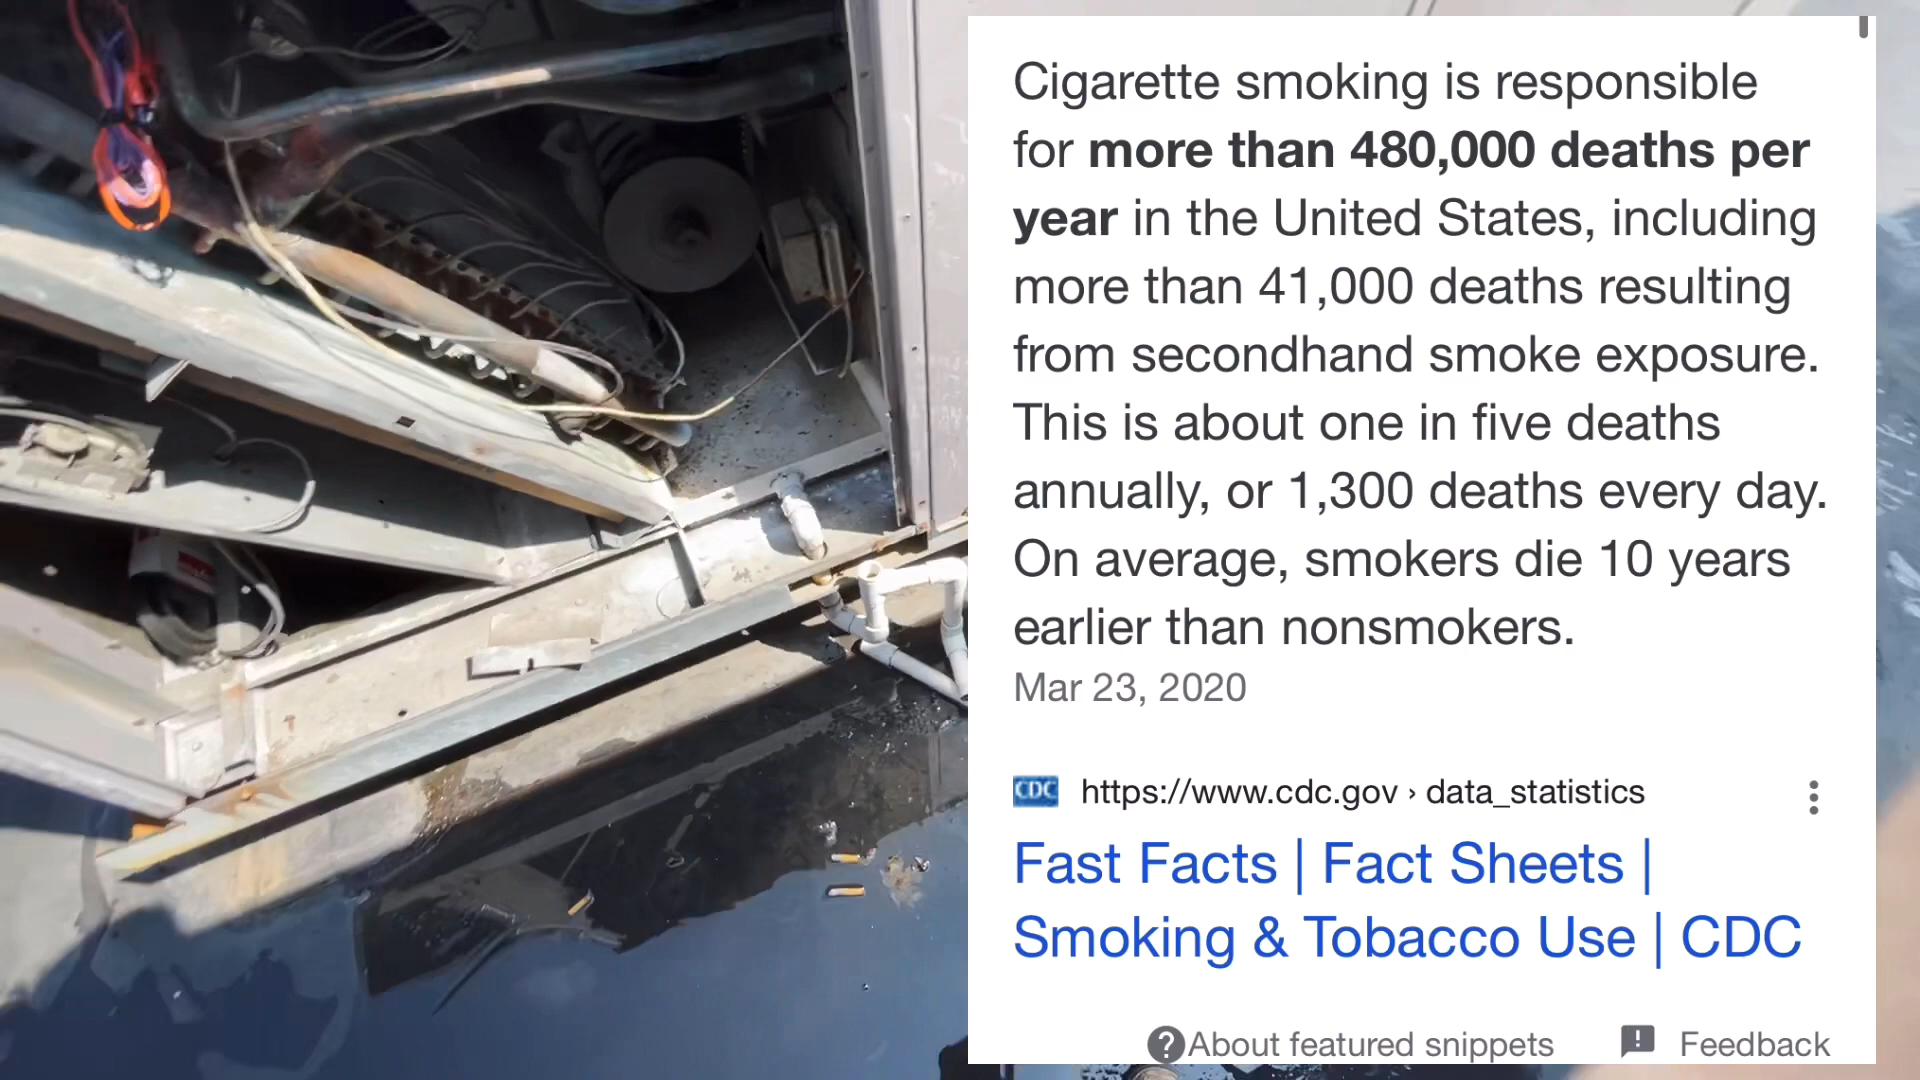 Cigarette smoking is responsible
for more than 480,000 deaths per
year in the United States, including
more than 41,000 deaths resulting
from secondhand smoke exposure.
This is about one in five deaths
annually, or 1,300 deaths every day.
On average, smokers die 10 years
earlier than nonsmokers.
Mar 23, 2020
CDC https://www.cdc.gov › data_statistics
Fast Facts | Fact Sheets |
Smoking & Tobacco Use | CDC
About featured snippets Feedback